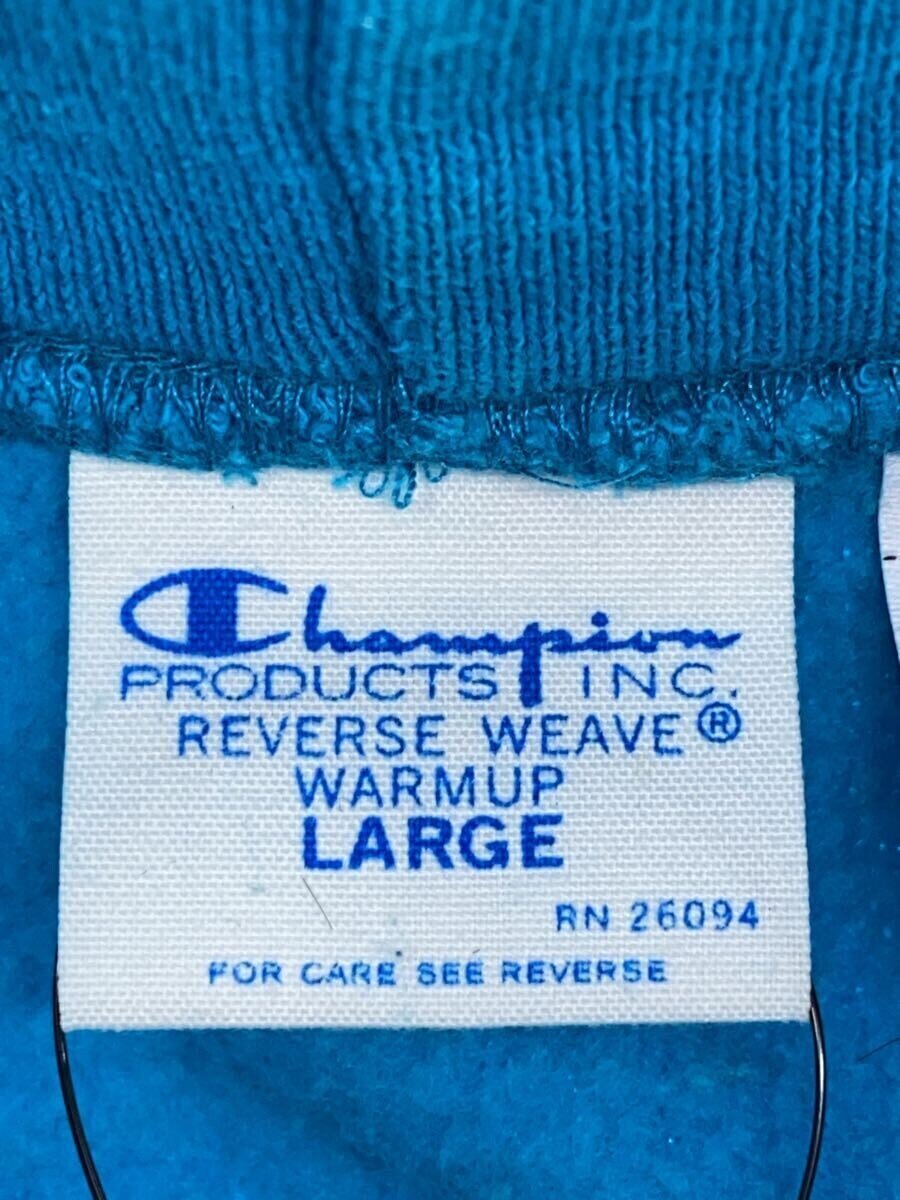 Champion
PRODUCTS INC.
REVERSE WEAVE®
WARMUP
LARGE
RN 26094
FOR CARE SEE REVERSE